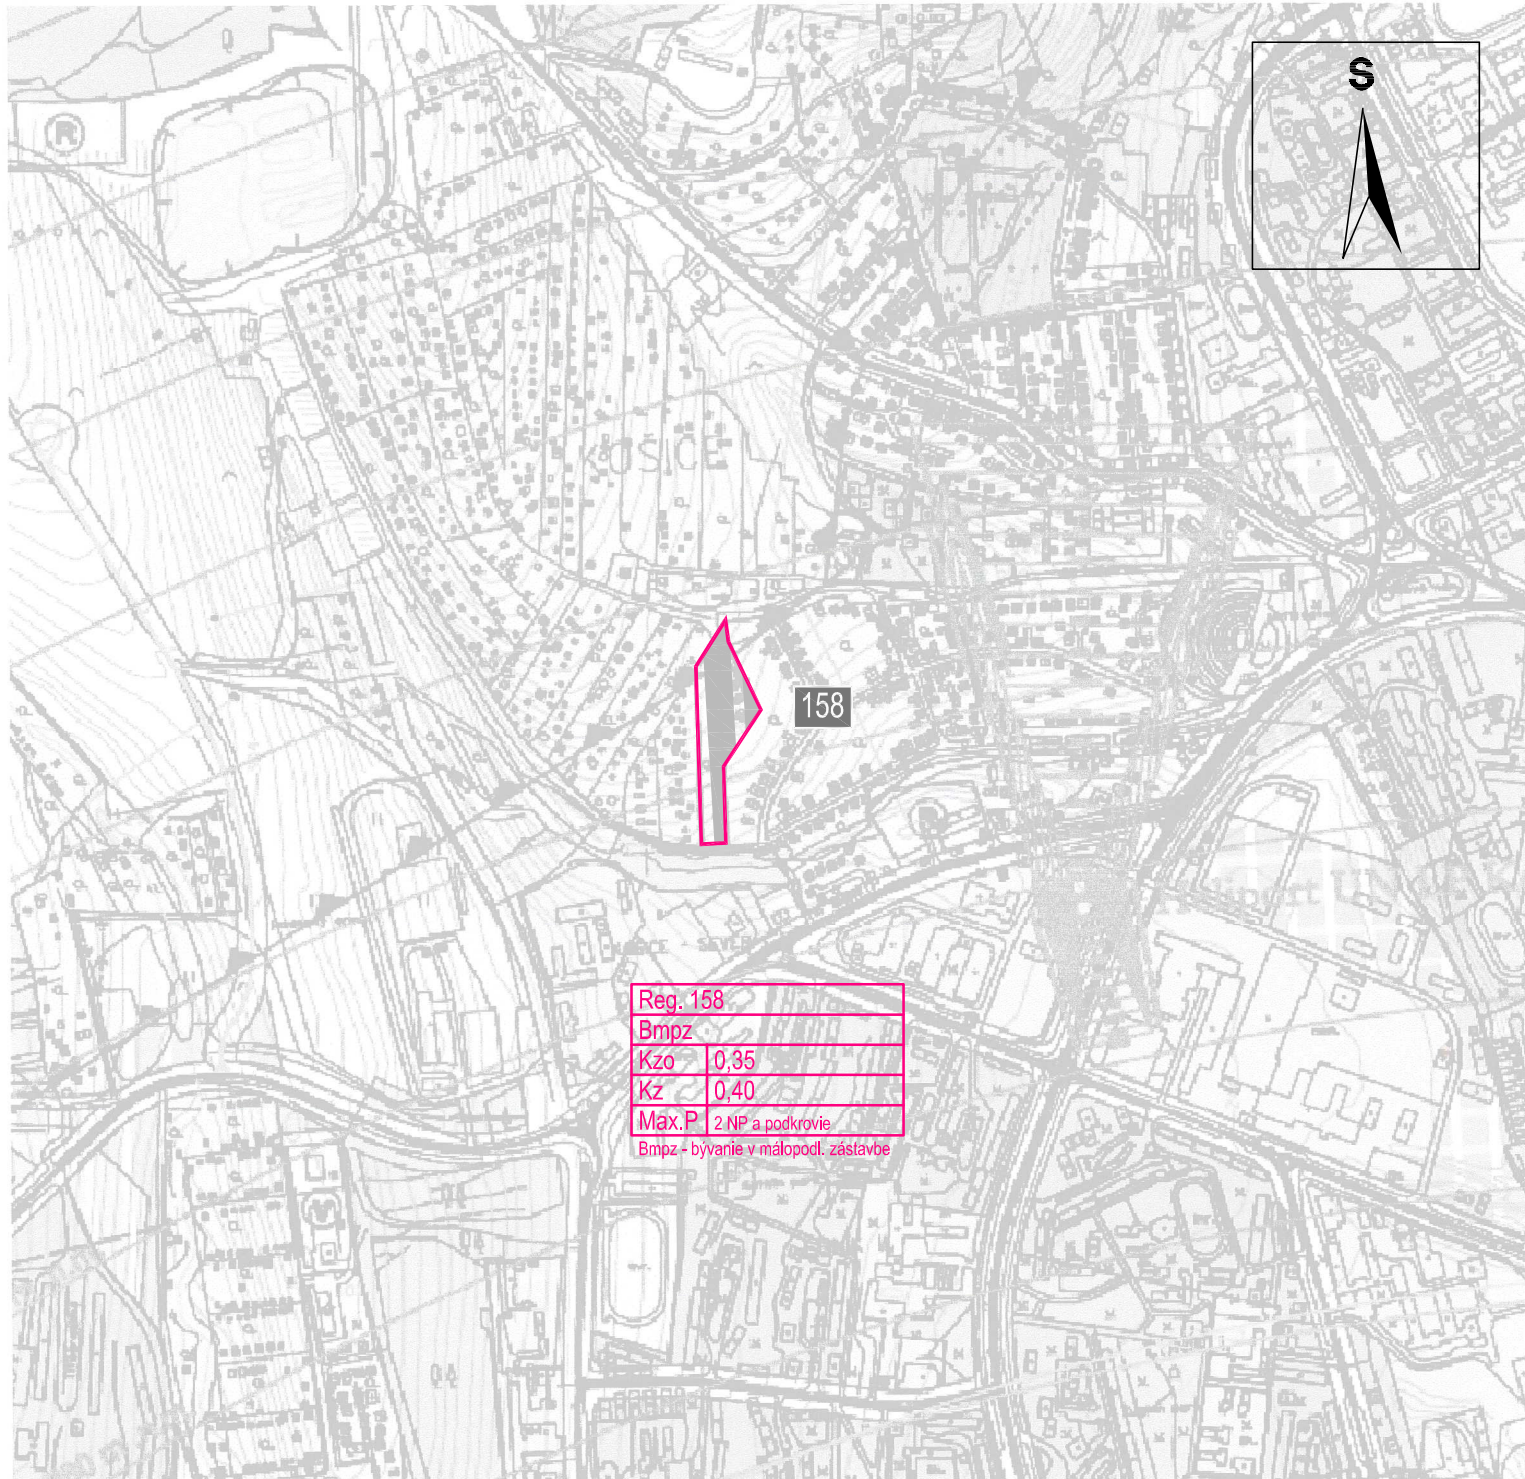 S
R
KOŠICE
158
Reg. 158
Bmpz
Kzo 0,35
Kz 0,40
Max.P 2 NP a podkrovie
Bmpz - bývanie v málopodl. zástavbe